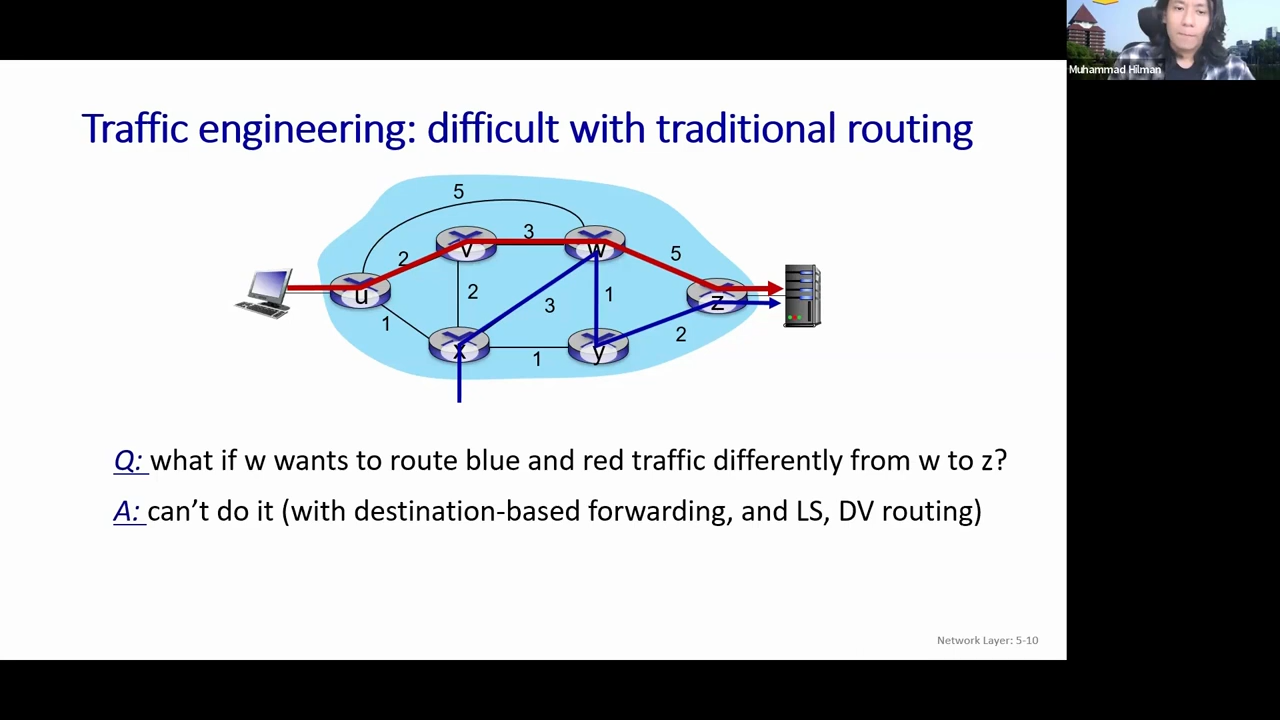 Muhammad Hilman
Traffic engineering: difficult with traditional routing
5
2
3
5
v
w
u
z
2
3
1
1
2
x
y
1
Q: what if w wants to route blue and red traffic differently from w to z?
A: can’t do it (with destination-based forwarding, and LS, DV routing)
Network Layer: 5-10